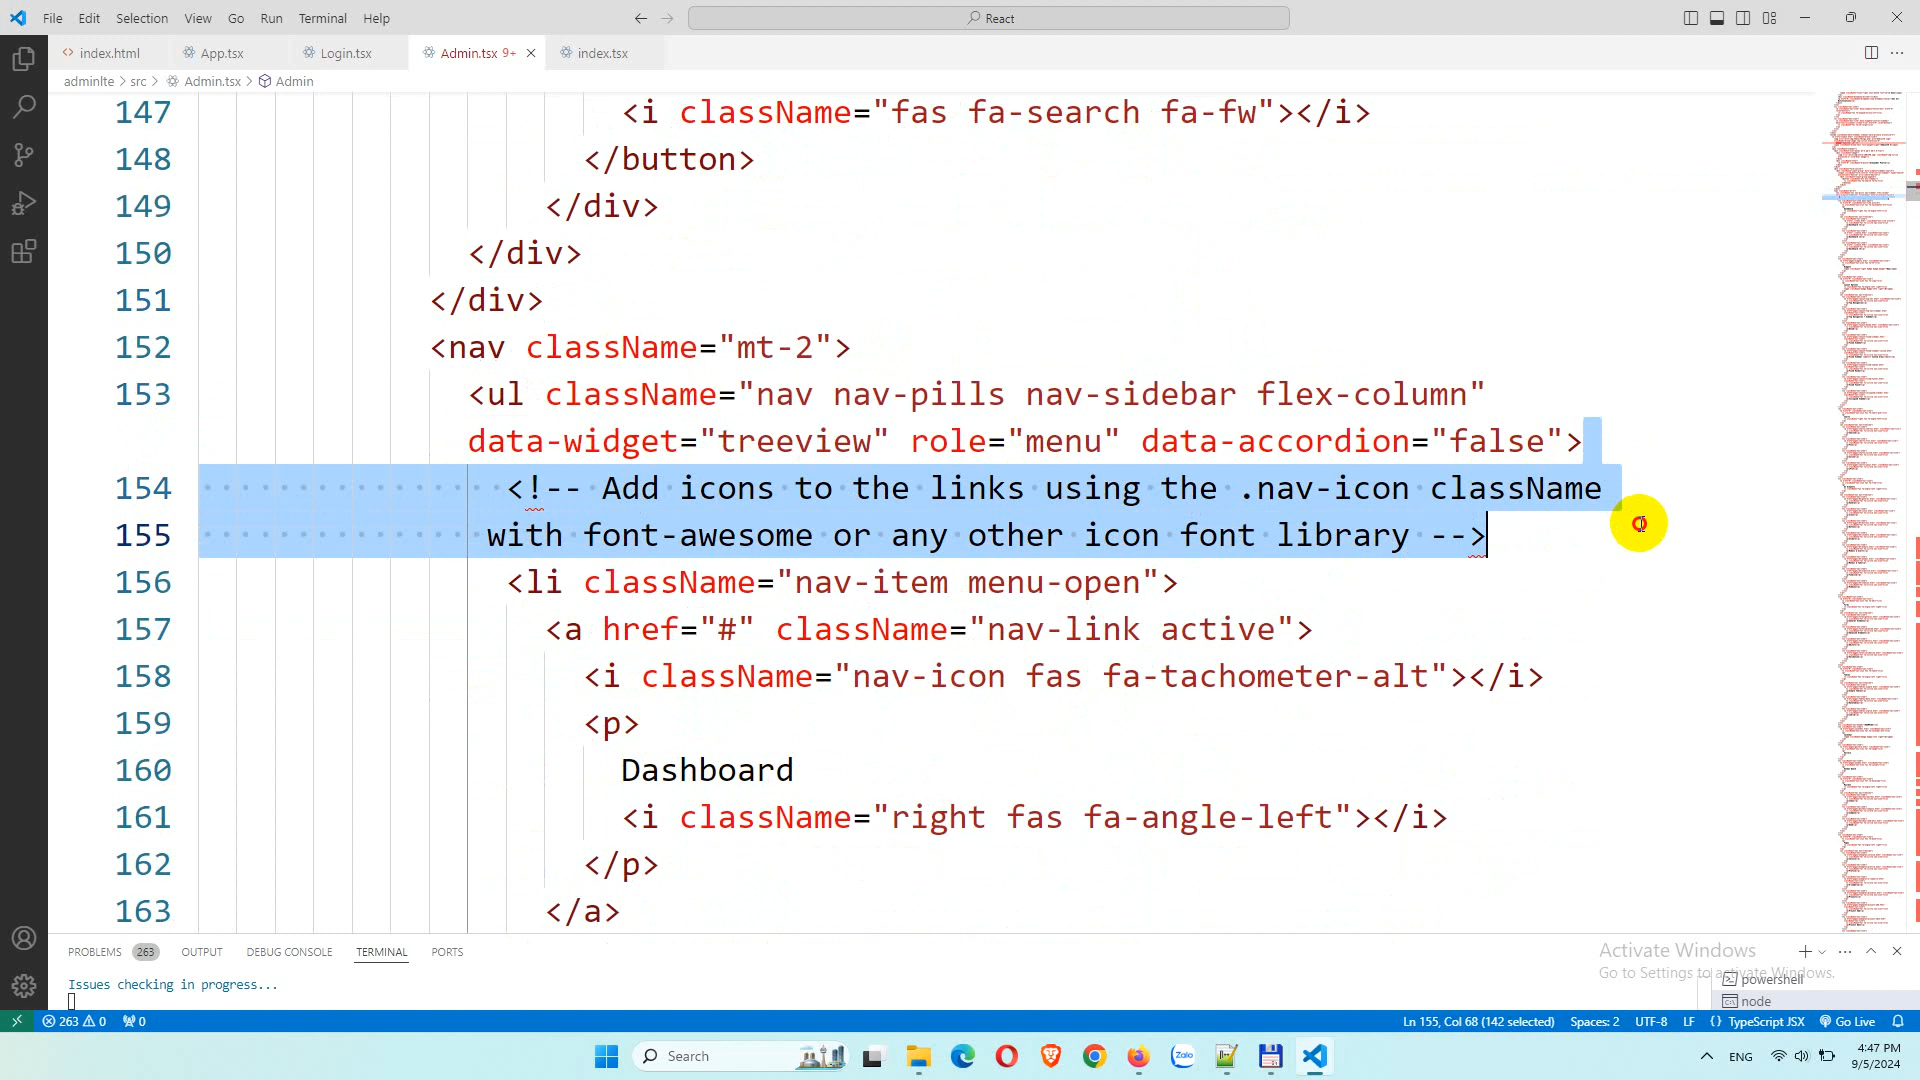 File Edit Selection View Go Run Terminal Help
React
index.html App.tsx Login.tsx Admin.tsx 9+ index.tsx
adminlte > src > Admin.tsx > Admin
147 <i className="fas fa-search fa-fw"></i>
148 </button>
149 </div>
150 </div>
151 </div>
152 <nav className="mt-2">
153 <ul className="nav nav-pills nav-sidebar flex-column"
data-widget="treeview" role="menu" data-accordion="false">
154 <!-- Add icons to the links using the .nav-icon className
155 with font-awesome or any other icon font library -->
156 <li className="nav-item menu-open">
157 <a href="#" className="nav-link active">
158 <i className="nav-icon fas fa-tachometer-alt"></i>
159 <p>
160 Dashboard
161 <i className="right fas fa-angle-left"></i>
162 </p>
163 </a>
PROBLEMS 263 OUTPUT DEBUG CONSOLE TERMINAL PORTS
Issues checking in progress...
Activate Windows
Go to Settings to activate Windows.
powershell
node
263 0 0
Ln 155, Col 68 (142 selected) Spaces: 2 UTF-8 LF {} TypeScript JSX Go Live
Search
Zalo
ENG
4:47 PM
9/5/2024